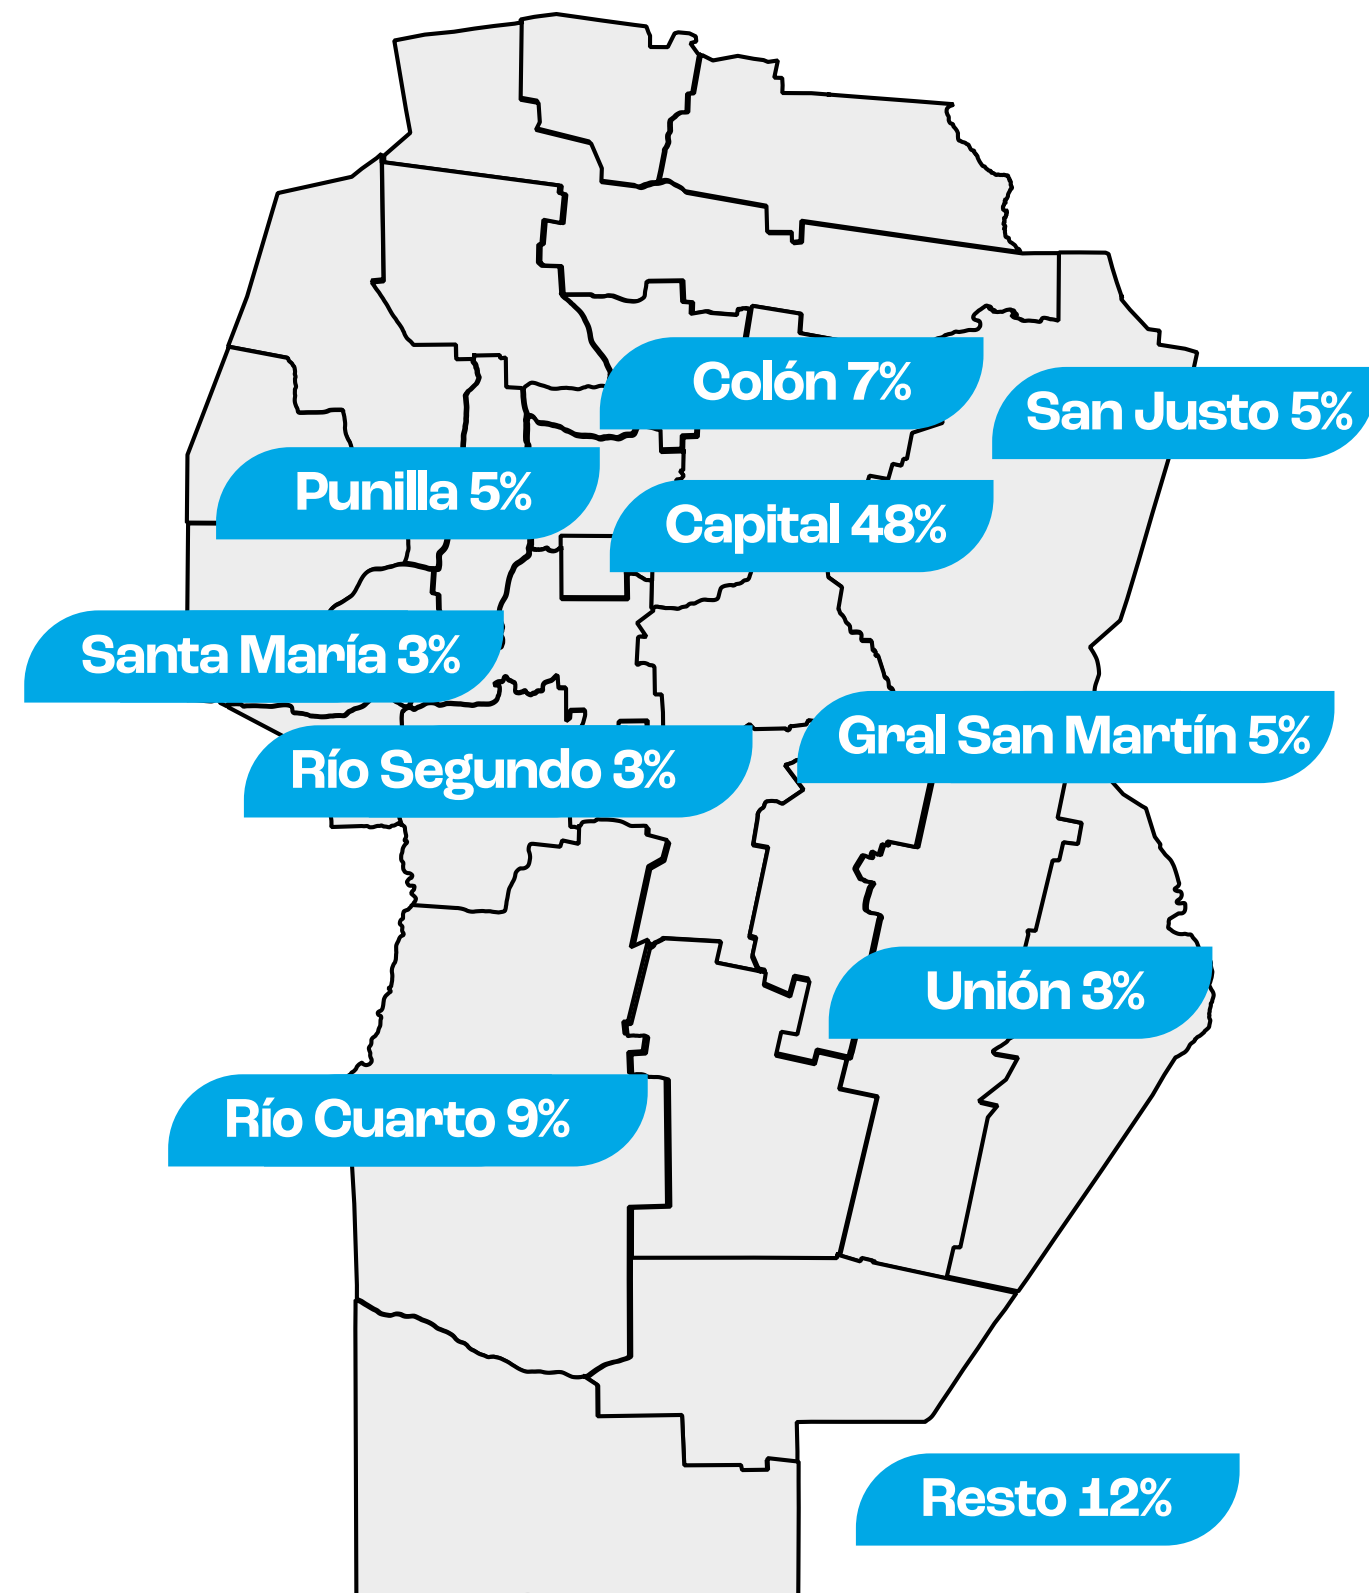 Colón 7%
San Justo 5%
Punilla 5%
Capital 48%
Santa María 3%
Gral San Martín 5%
Río Segundo 3%
Unión 3%
Río Cuarto 9%
Resto 12%